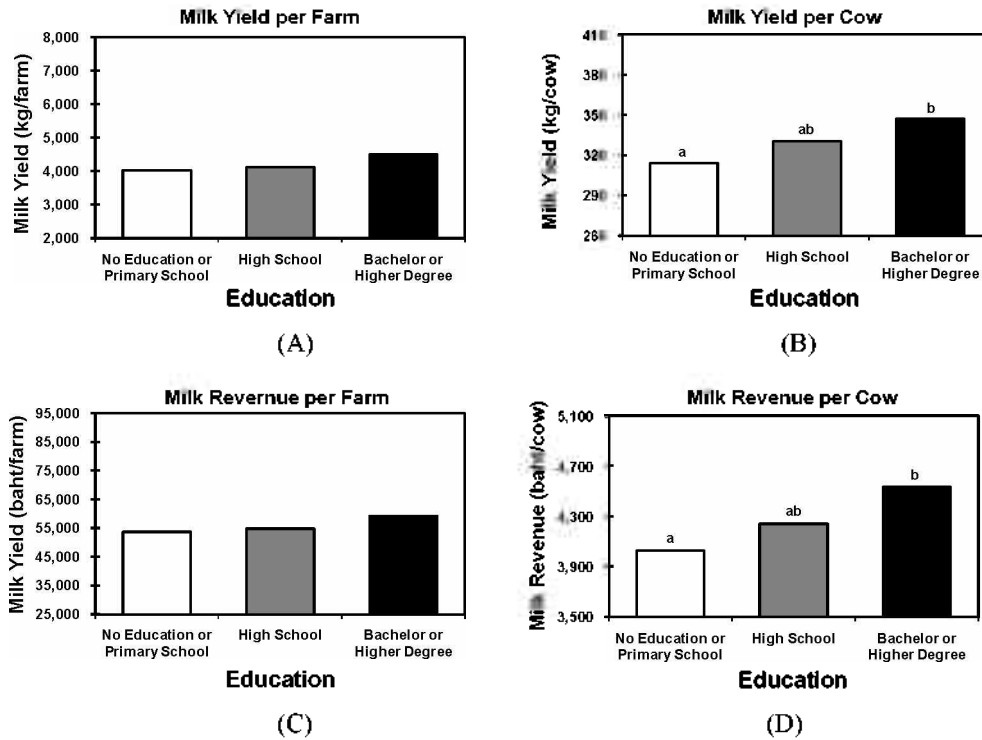 Milk Yield per Farm
Milk Yield (kg/farm)
8,000
7,000
6,000
5,000
4,000
3,000
2,000
No Education or
Primary School
High School
Bachelor or
Higher Degree
Education
(A)
Milk Yield per Cow
Milk Yield (kg/cow)
a
ab
b
No Education or
Primary School
High School
Bachelor or
Higher Degree
Education
(B)
Milk Revernue per Farm
Milk Yield (baht/farm)
95,000
85,000
75,000
65,000
55,000
45,000
35,000
25,000
No Education or
Primary School
High School
Bachelor or
Higher Degree
Education
(C)
Milk Revenue per Cow
Milk Revenue (baht/cow)
5,100
4,700
4,300
3,900
3,500
a
ab
b
No Education or
Primary School
High School
Bachelor or
Higher Degree
Education
(D)